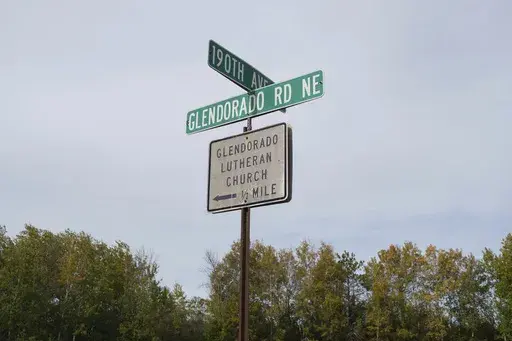 190TH AVE
GLENDORADO RD NE
GLENDORADO
LUTHERAN
CHURCH
½ MILE